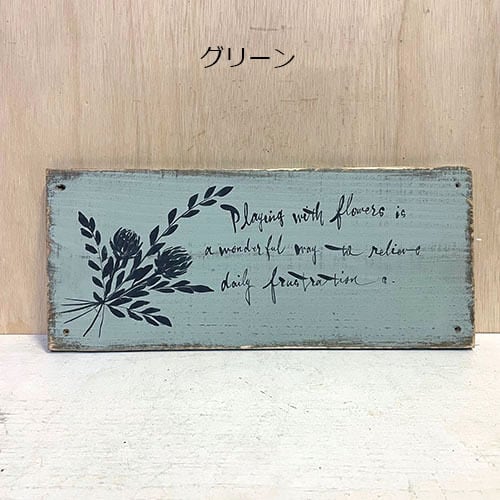 グリーン
Playing with flowers is
a wonderful way to relieve
daily frustration a.